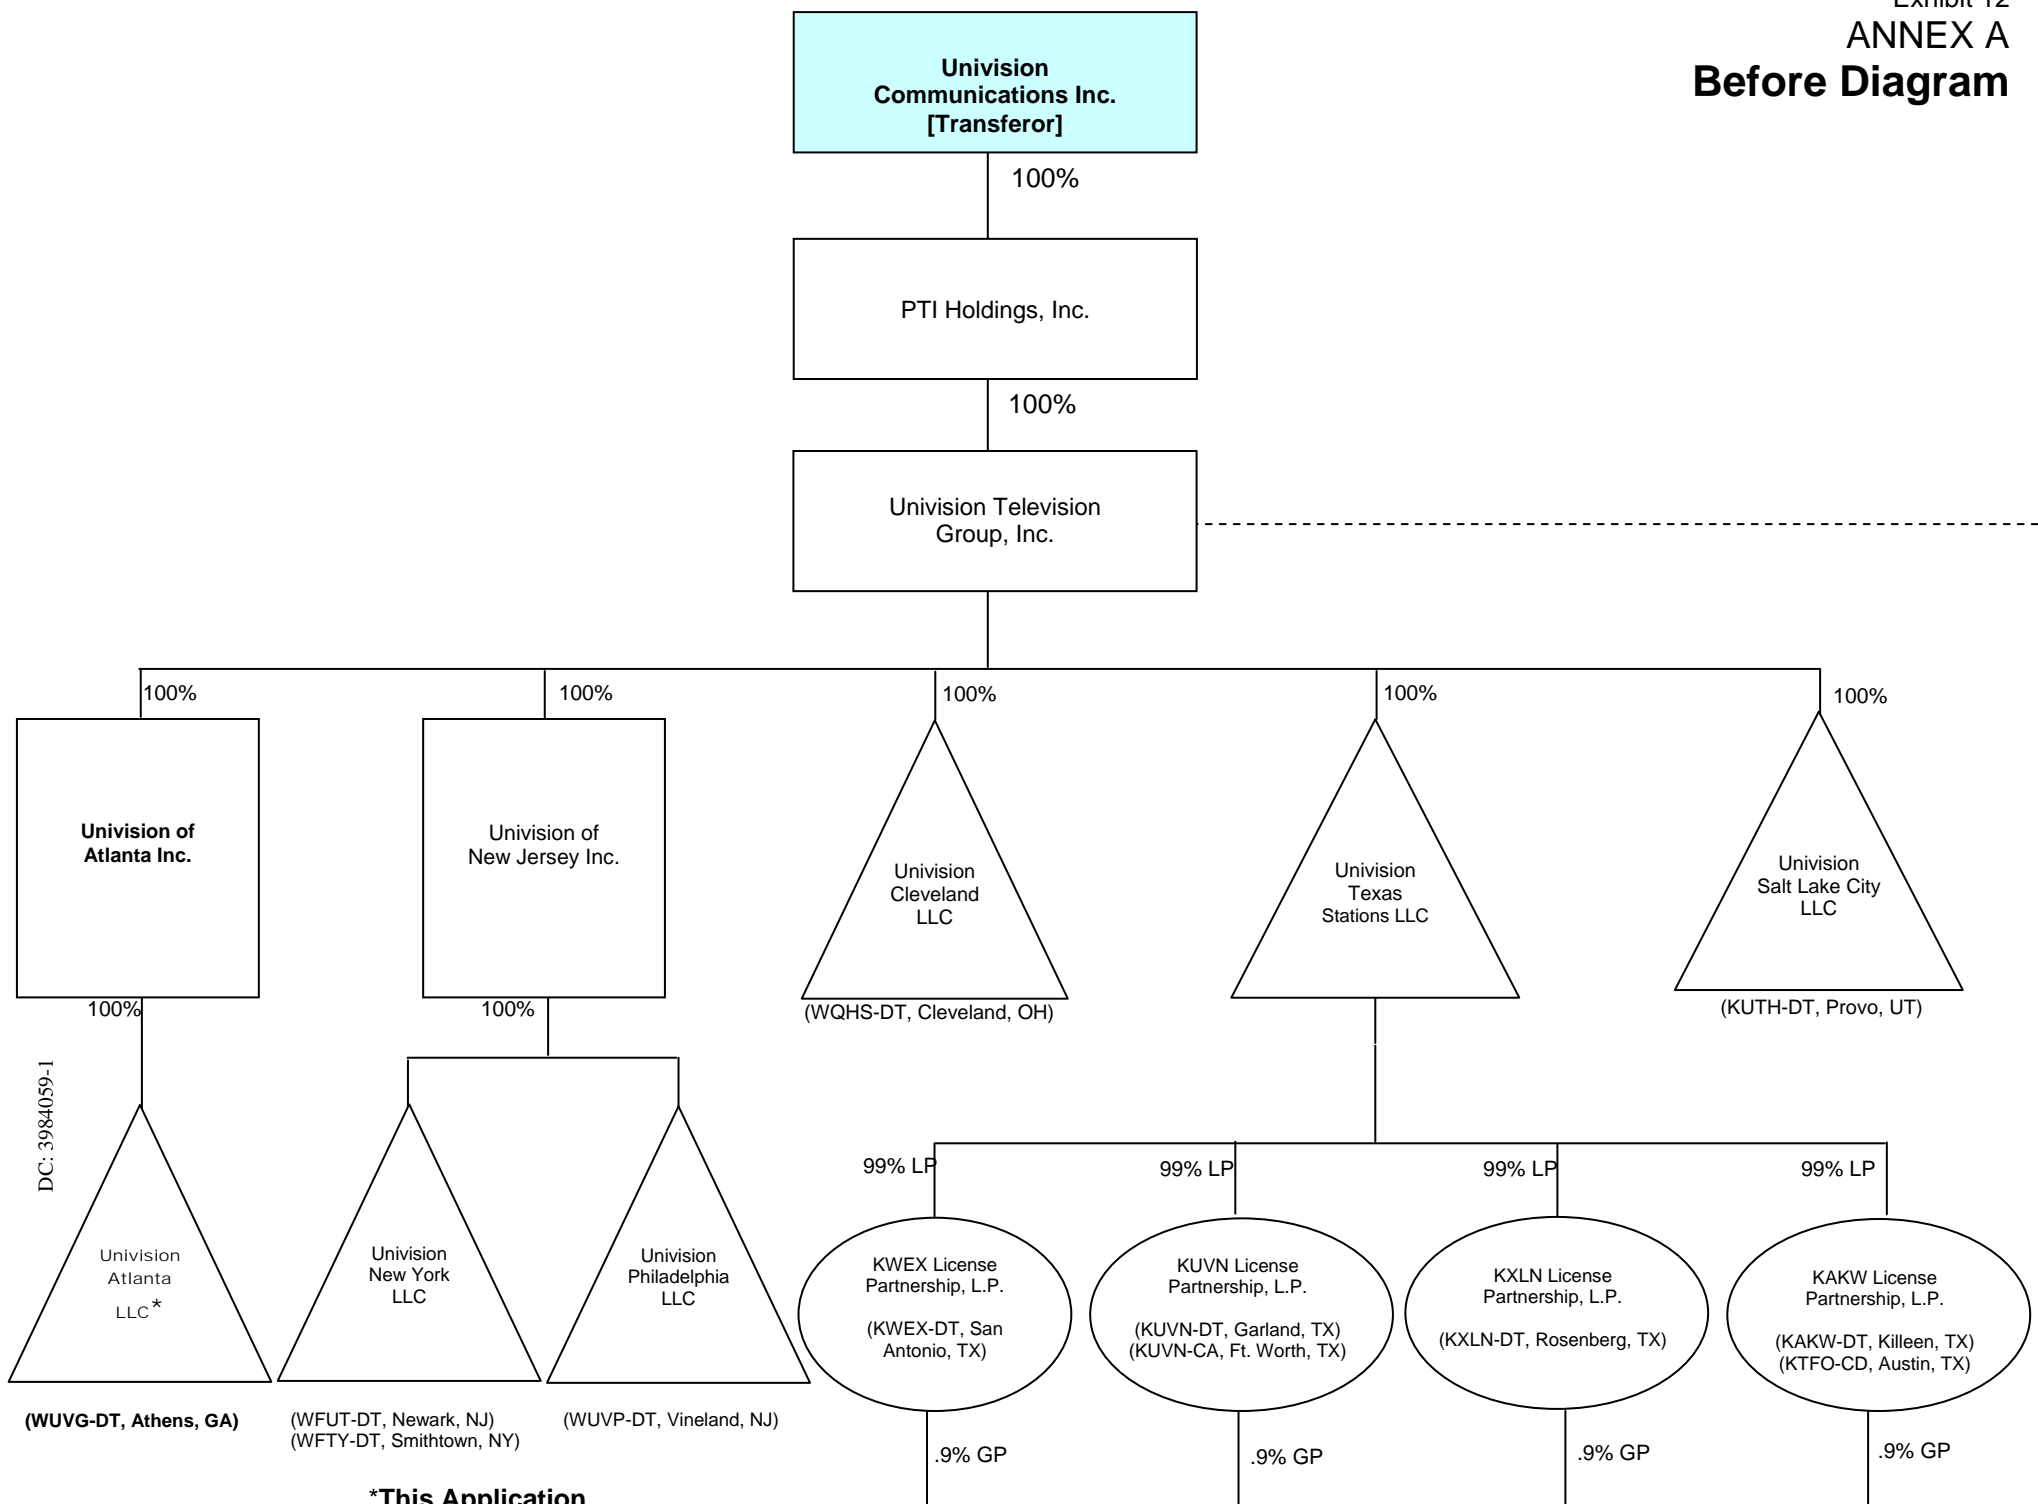 Exhibit 12
ANNEX A
Before Diagram
Univision
Communications Inc.
[Transferor]
100%
PTI Holdings, Inc.
100%
Univision Television
Group, Inc.
100%
100%
100%
100%
100%
Univision of
Atlanta Inc.
Univision of
New Jersey Inc.
Univision
Cleveland
LLC
Univision
Texas
Stations LLC
Univision
Salt Lake City
LLC
100%
100%
(WQHS-DT, Cleveland, OH)
(KUTH-DT, Provo, UT)
DC: 3984059-1
99% LP
99% LP
99% LP
99% LP
Univision
Atlanta
LLC*
Univision
New York
LLC
Univision
Philadelphia
LLC
KWEX License
Partnership, L.P.
(KWEX-DT, San
Antonio, TX)
KUVN License
Partnership, L.P.
(KUVN-DT, Garland, TX)
(KUVN-CA, Ft. Worth, TX)
KXLN License
Partnership, L.P.
(KXLN-DT, Rosenberg, TX)
KAKW License
Partnership, L.P.
(KAKW-DT, Killeen, TX)
(KTFO-CD, Austin, TX)
(WUVG-DT, Athens, GA)
(WFUT-DT, Newark, NJ)
(WFTY-DT, Smithtown, NY)
(WUVP-DT, Vineland, NJ)
.9% GP
.9% GP
.9% GP
.9% GP
*This Application